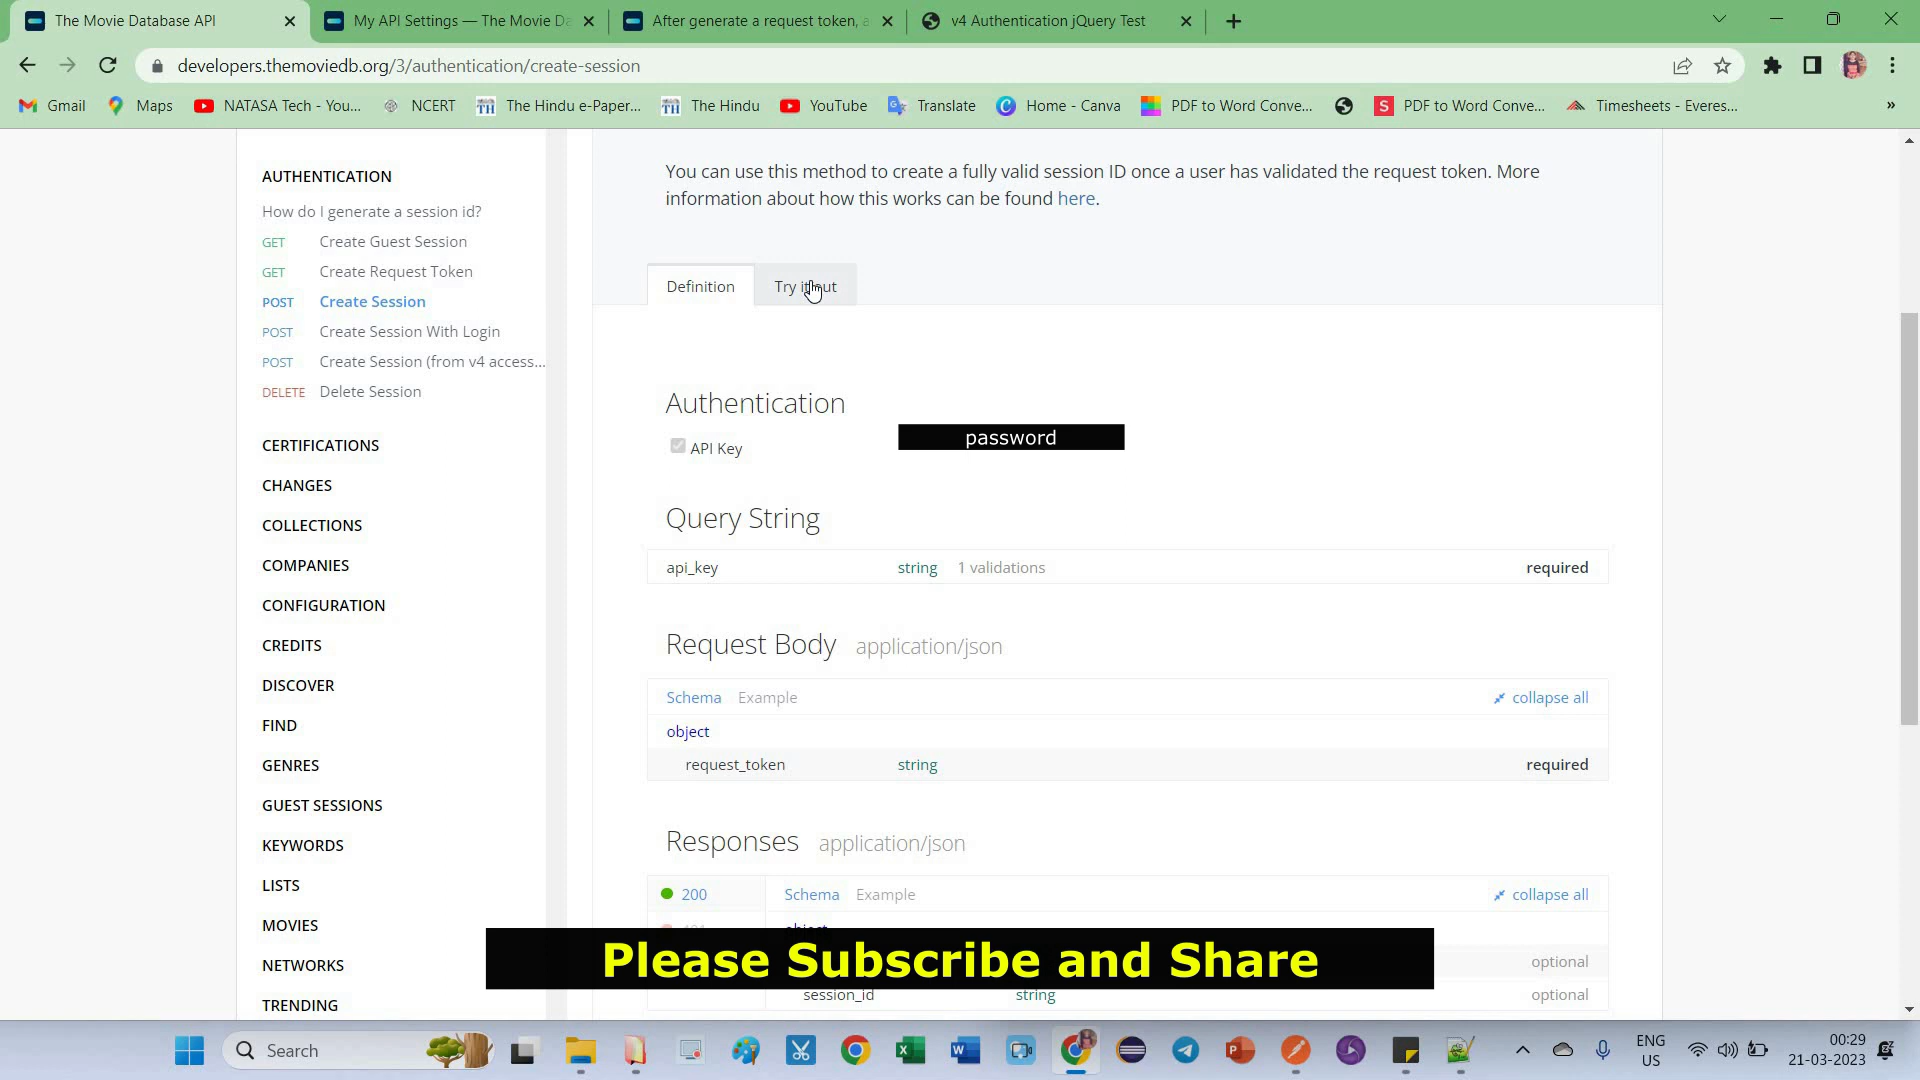 The Movie Database API
My API Settings — The Movie Da
After generate a request token, a
v4 Authentication jQuery Test
developers.themoviedb.org/3/authentication/create-session
Gmail
Maps
NATASA Tech - You...
NCERT
The Hindu e-Paper...
The Hindu
YouTube
Translate
Home - Canva
PDF to Word Conve...
PDF to Word Conve...
Timesheets - Everes...
»
AUTHENTICATION
How do I generate a session id?
GET Create Guest Session
GET Create Request Token
POST Create Session
POST Create Session With Login
POST Create Session (from v4 access...
DELETE Delete Session
CERTIFICATIONS
CHANGES
COLLECTIONS
COMPANIES
CONFIGURATION
CREDITS
DISCOVER
FIND
GENRES
GUEST SESSIONS
KEYWORDS
LISTS
MOVIES
NETWORKS
TRENDING
You can use this method to create a fully valid session ID once a user has validated the request token. More
information about how this works can be found here.
Definition
Try it out
Authentication
API Key
password
Query String
api_key string 1 validations required
Request Body application/json
Schema Example collapse all
object
request_token string required
Responses application/json
200 Schema Example collapse all
object
optional
Please Subscribe and Share
session_id string optional
Search
ENG
US
00:29
21-03-2023